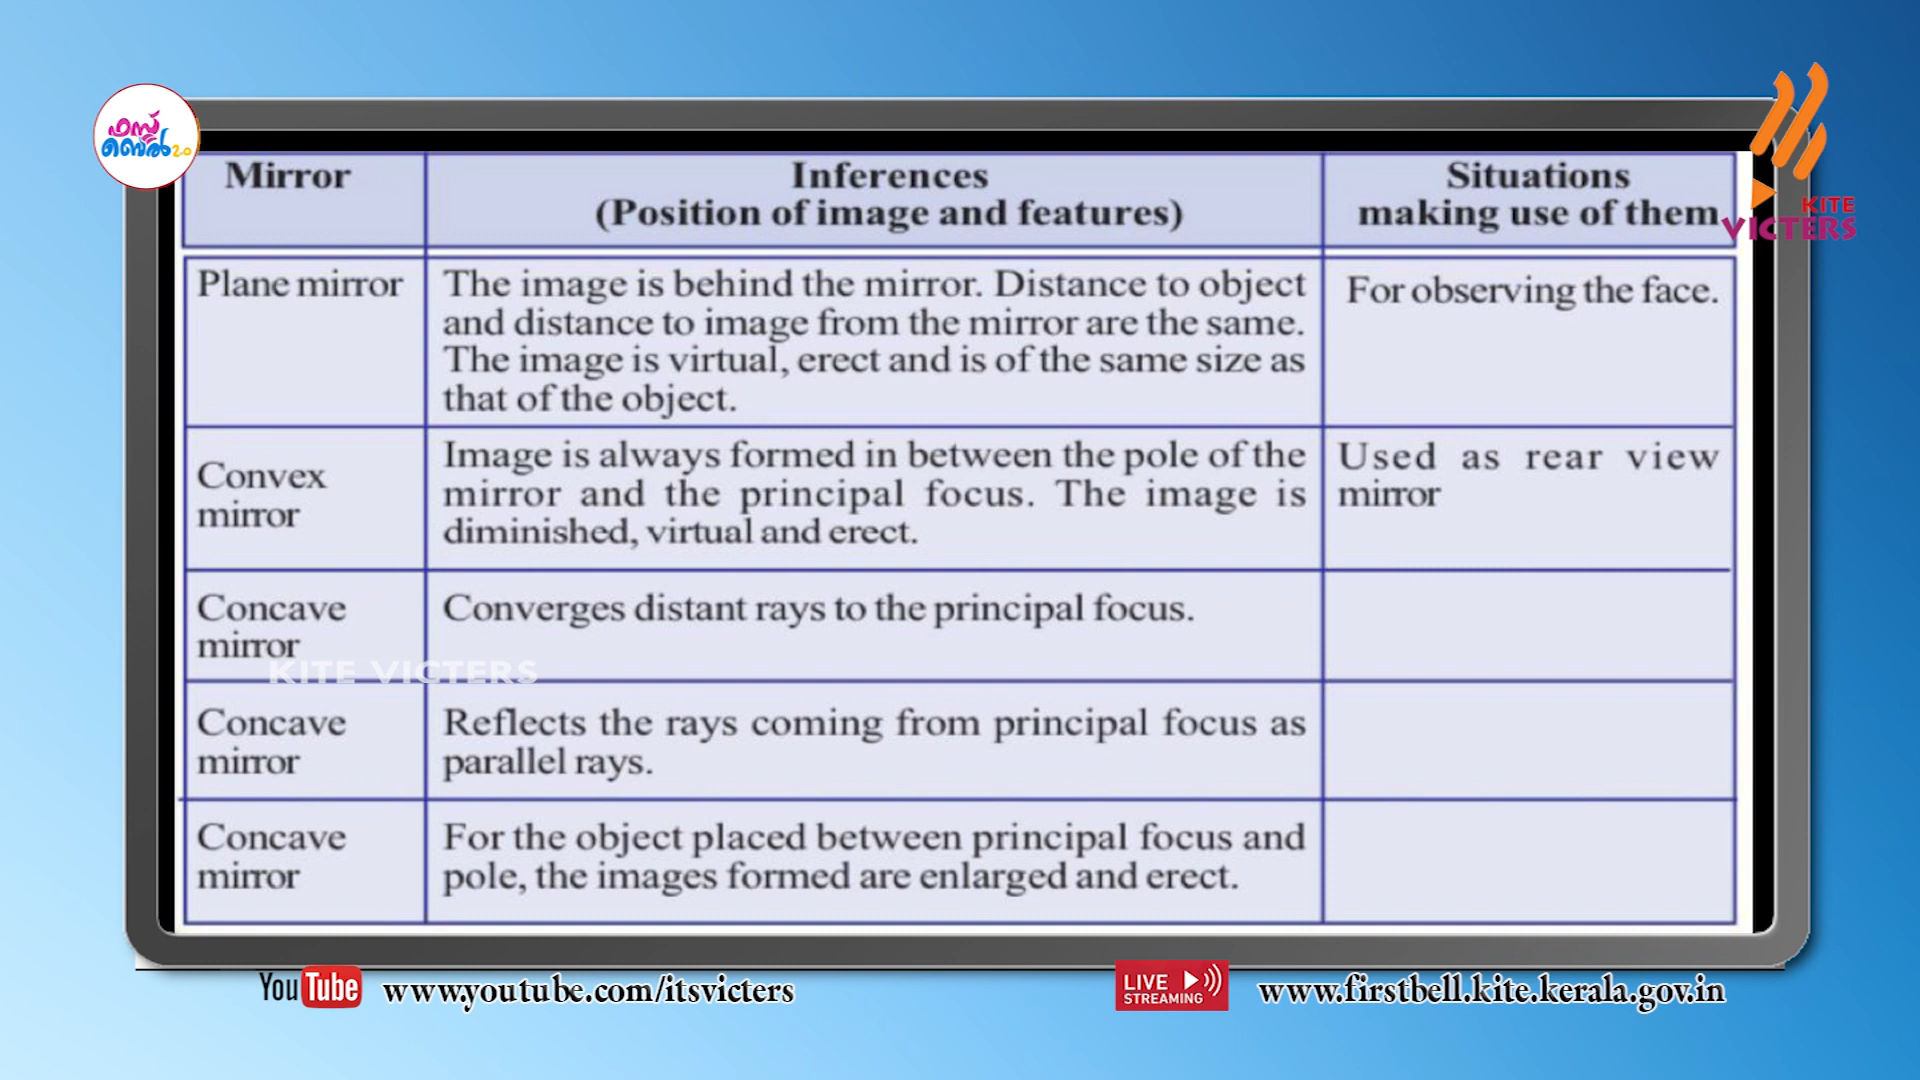 ഫസ്റ്റ്
ബെൽ 2.0
KITE
VICTERS
Mirror
Inferences
(Position of image and features)
Situations
making use of them
Plane mirror
The image is behind the mirror. Distance to object
and distance to image from the mirror are the same.
The image is virtual, erect and is of the same size as
that of the object.
For observing the face.
Convex
mirror
Image is always formed in between the pole of the
mirror and the principal focus. The image is
diminished, virtual and erect.
Used as rear view
mirror
Concave
mirror
Converges distant rays to the principal focus.
KITE VICTERS
Concave
mirror
Reflects the rays coming from principal focus as
parallel rays.
Concave
mirror
For the object placed between principal focus and
pole, the images formed are enlarged and erect.
YouTube www.youtube.com/itsvicters
LIVE
STREAMING
www.firstbell.kite.kerala.gov.in